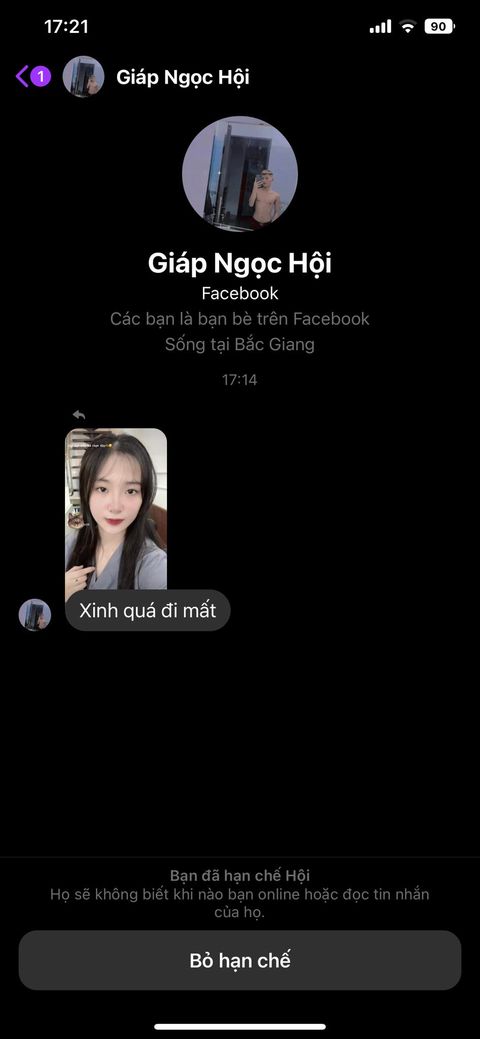 17:21
90
1
Giáp Ngọc Hội
Giáp Ngọc Hội
Facebook
Các bạn là bạn bè trên Facebook
Sống tại Bắc Giang
17:14
Xinh quá đi mất
Bạn đã hạn chế Hội
Họ sẽ không biết khi nào bạn online hoặc đọc tin nhắn
của họ.
Bỏ hạn chế